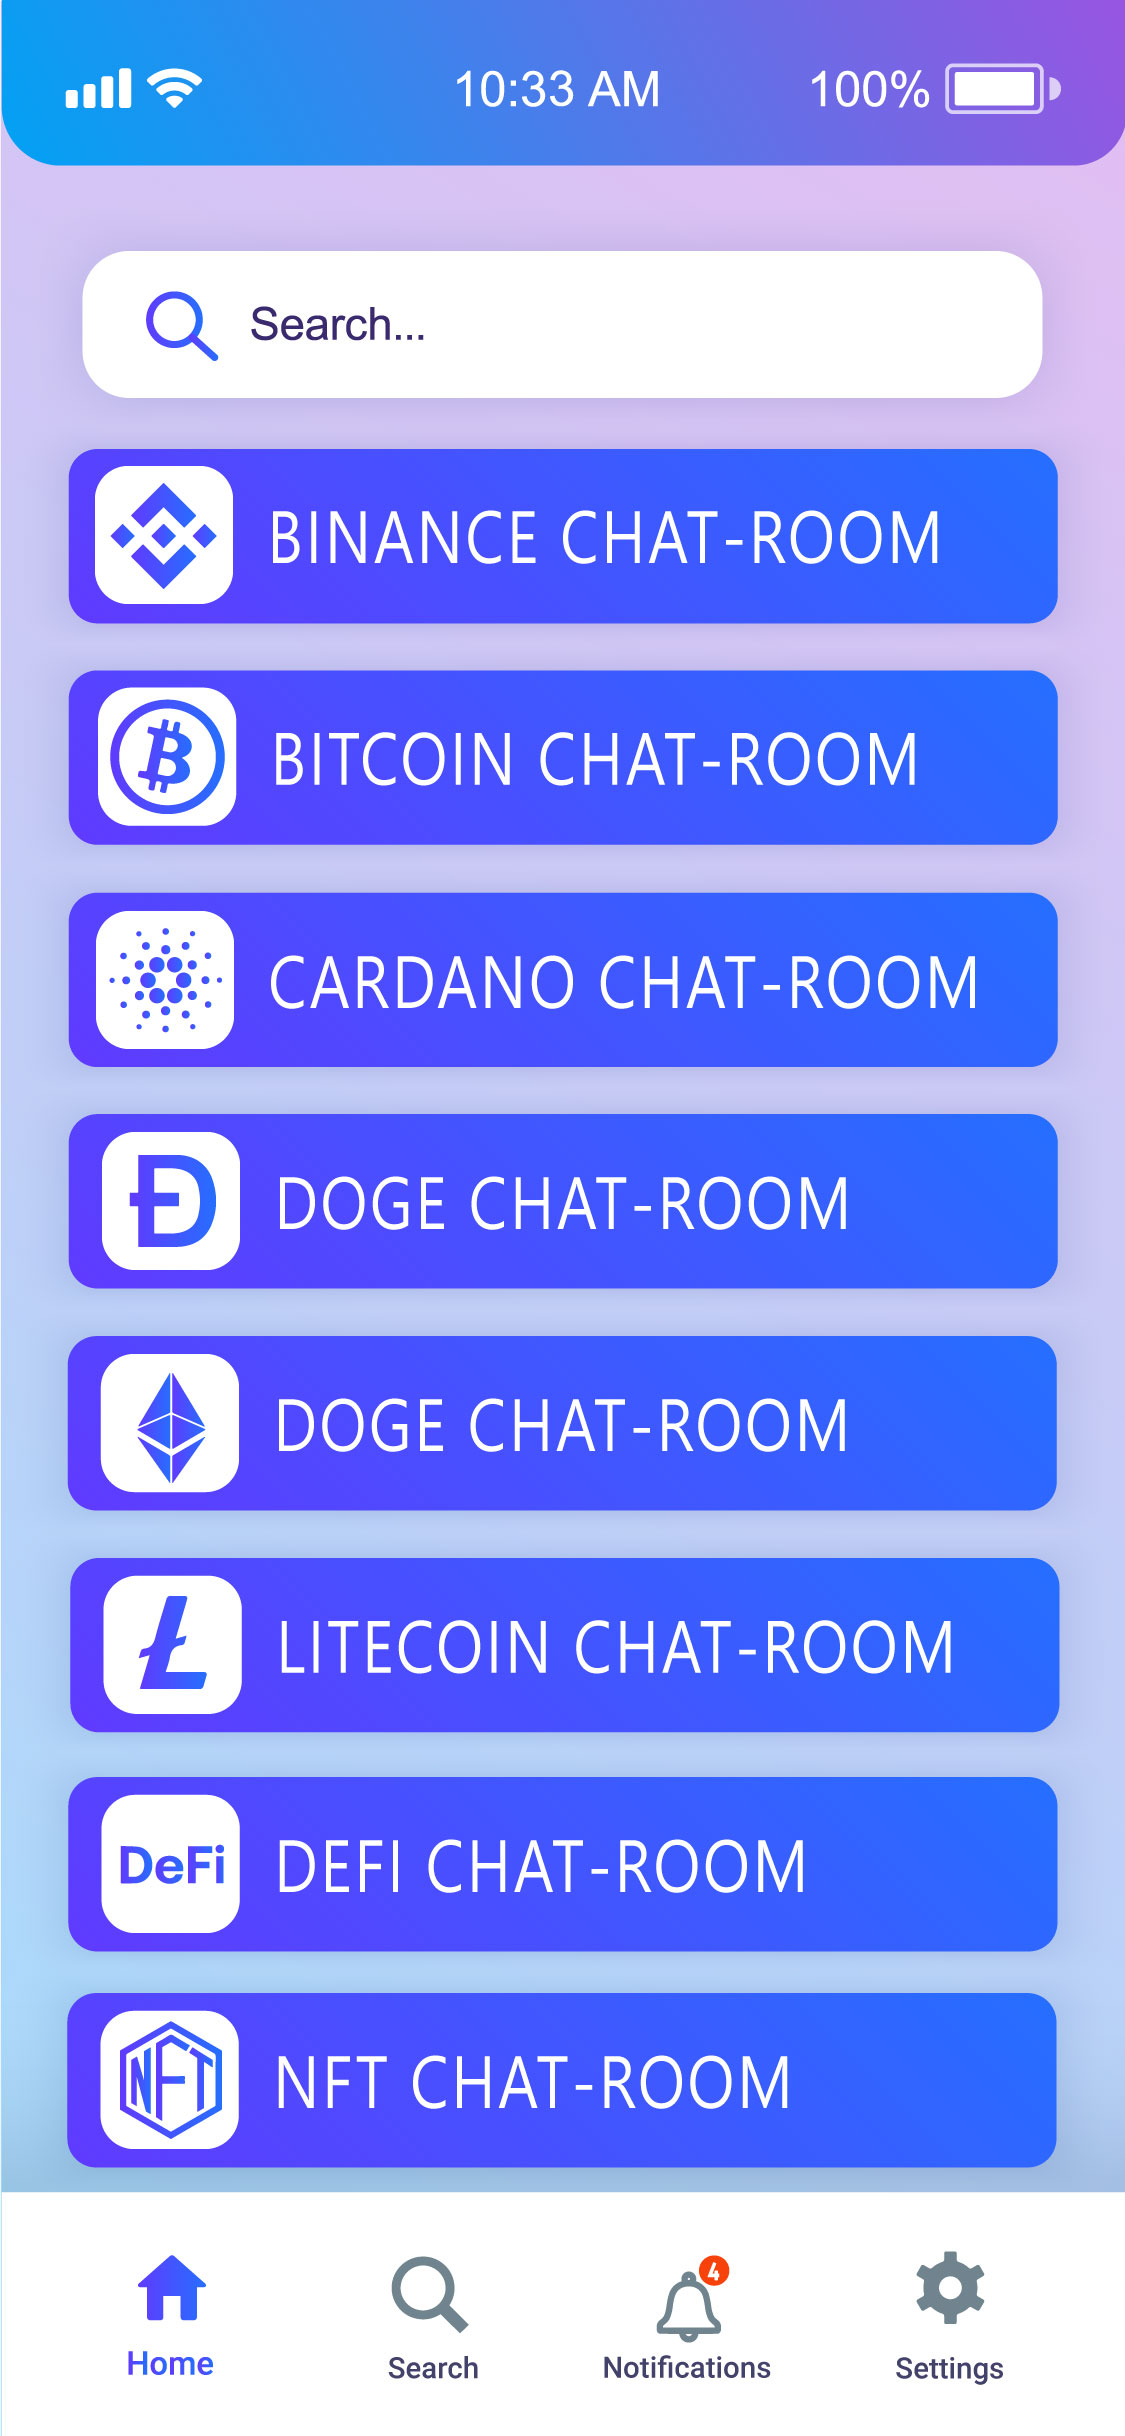 10:33 AM 100%
Search...
BINANCE CHAT-ROOM
BITCOIN CHAT-ROOM
CARDANO CHAT-ROOM
DOGE CHAT-ROOM
DOGE CHAT-ROOM
LITECOIN CHAT-ROOM
DeFi DEFI CHAT-ROOM
NFT NFT CHAT-ROOM
4
Home Search Notifications Settings